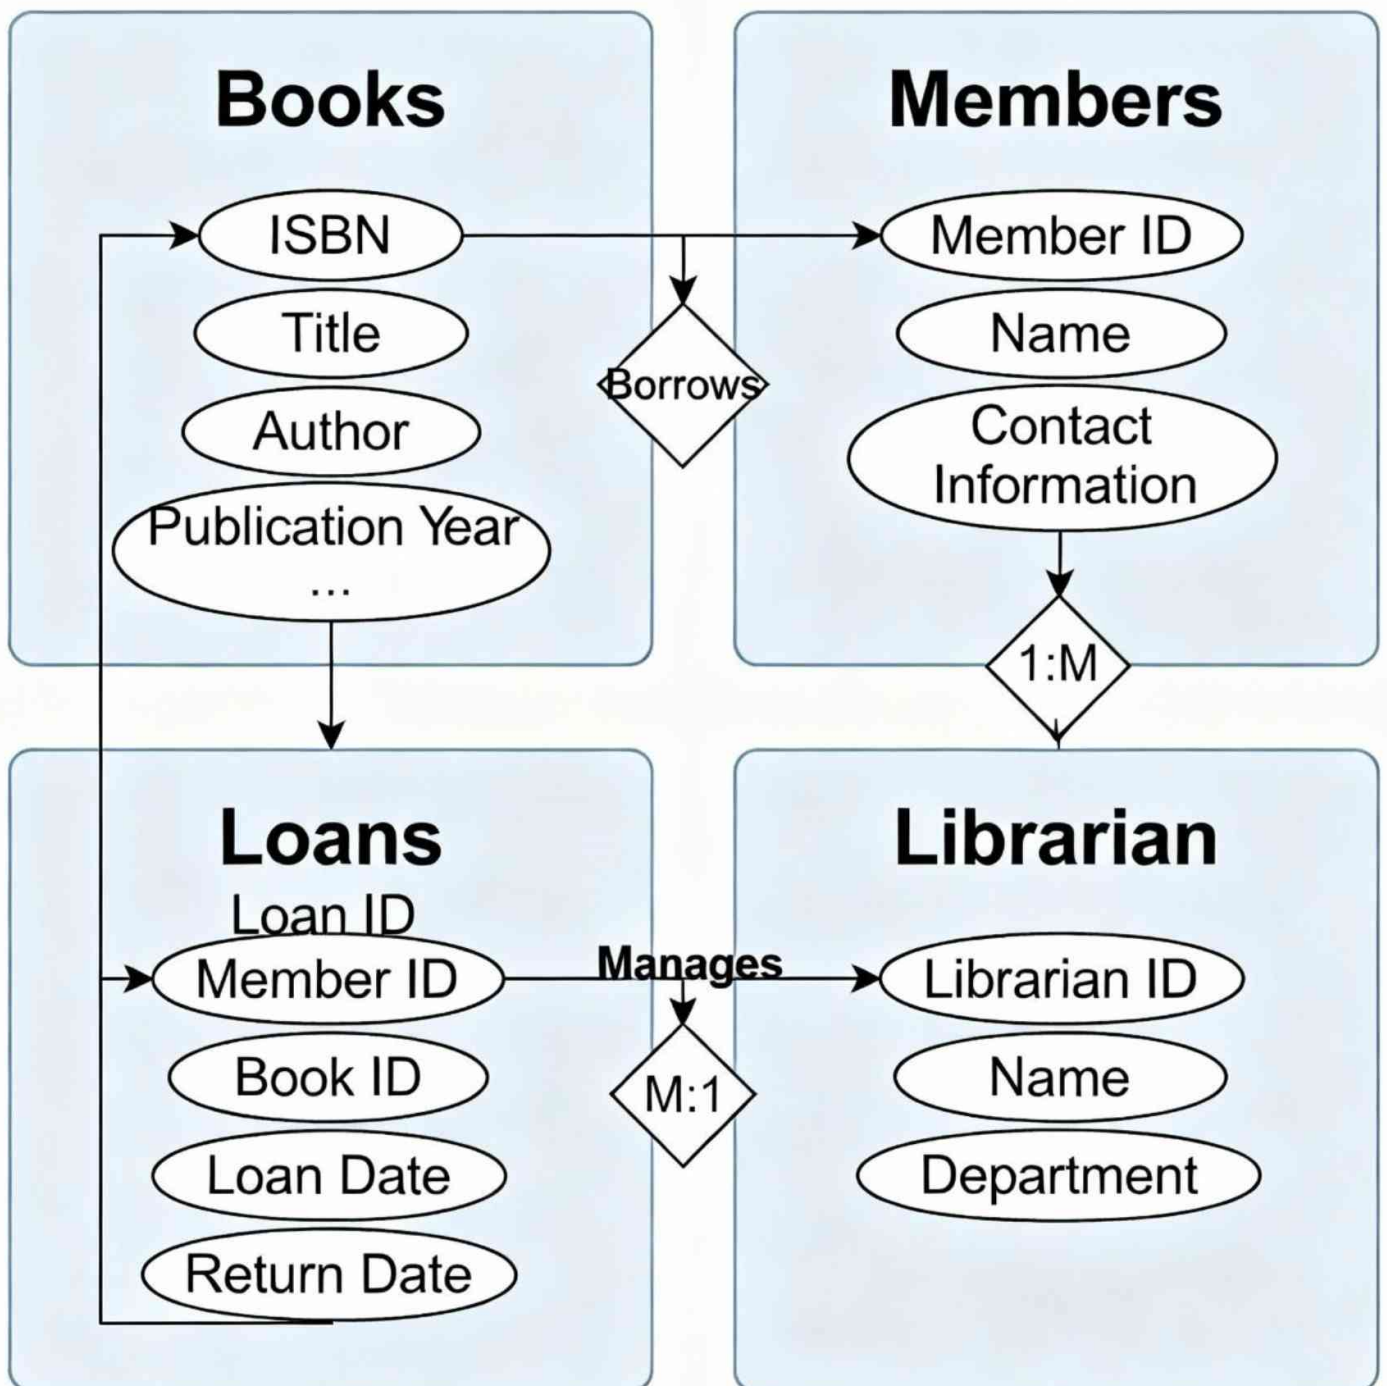 Books
ISBN
Title
Author
Publication Year
...
Borrows
Members
Member ID
Name
Contact
Information
1:M
Loans
Loan ID
Member ID
Book ID
Loan Date
Return Date
Manages
M:1
Librarian
Librarian ID
Name
Department